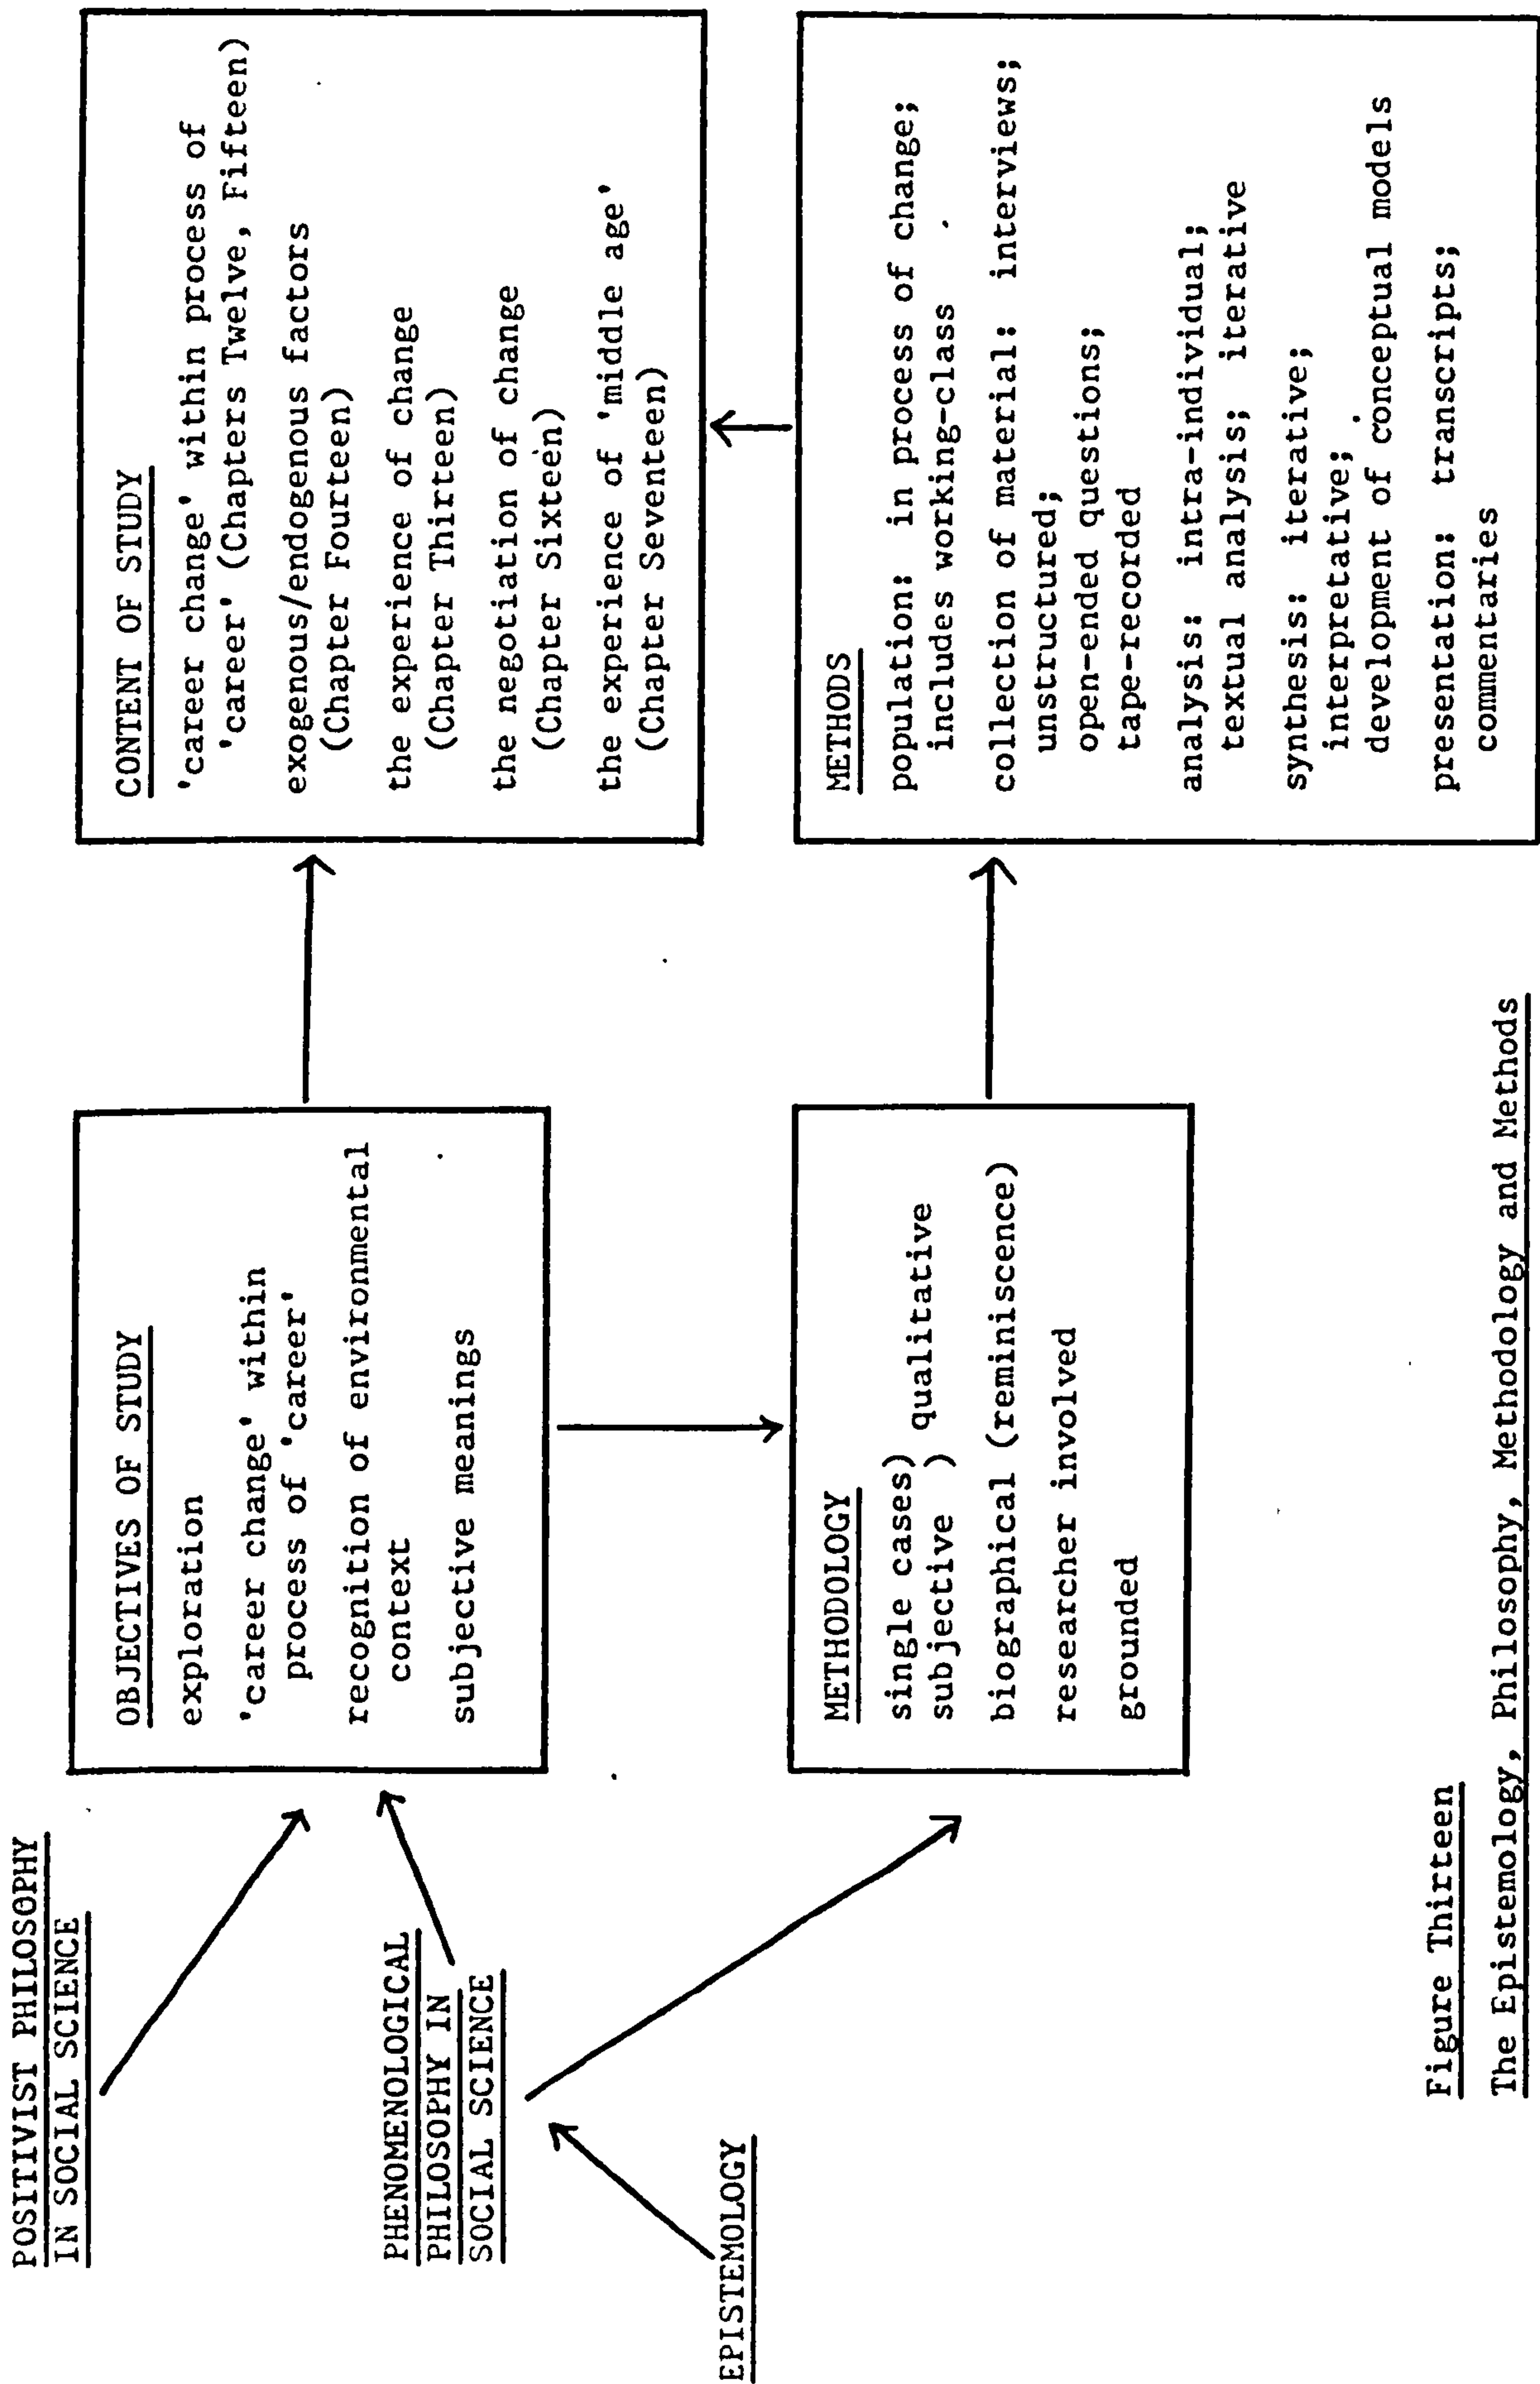 POSITIVIST PHILOSOPHY
IN SOCIAL SCIENCE
PHENOMENOLOGICAL
PHILOSOPHY IN
SOCIAL SCIENCE
EPISTEMOLOGY
OBJECTIVES OF STUDY
exploration
'career change' within
process of 'career'
recognition of environmental
context
subjective meanings
METHODOLOGY
single cases) qualitative
subjective )
biographical (reminiscence)
researcher involved
grounded
CONTENT OF STUDY
'career change' within process of
'career' (Chapters Twelve, Fifteen)
exogenous/endogenous factors
(Chapter Fourteen)
the experience of change
(Chapter Thirteen)
the negotiation of change
(Chapter Sixteen)
the experience of 'middle age'
(Chapter Seventeen)
METHODS
population: in process of change;
includes working-class
collection of material: interviews;
unstructured;
open-ended questions;
tape-recorded
analysis: intra-individual;
textual analysis; iterative
synthesis: iterative;
interpretative;
development of conceptual models
presentation: transcripts;
commentaries
Figure Thirteen
The Epistemology, Philosophy, Methodology and Methods